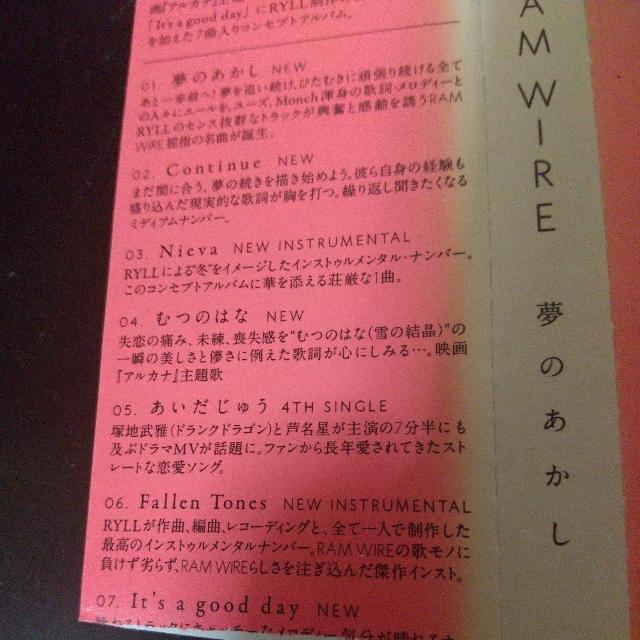 「It's a good day」にRYLL制作
を加えた7曲入りコンセプトアルバム。
01. 夢のあかし NEW
あと一歩前へ！夢を追い続け、ひたむきに頑張り続ける全て
の人々にエールを。ユーズ、Monch渾身の歌詞・メロディーと
RYLLのセンス抜群なトラックが興奮と感動を誘うRAM
WIRE屈指の名曲が誕生。
02. Continue NEW
まだ間に合う、夢の続きを描き始めよう。彼ら自身の経験も
盛り込んだ現実的な歌詞が胸を打つ。繰り返し聞きたくなる
ミディアムナンバー。
03. Nieva NEW INSTRUMENTAL
RYLLによる"冬"をイメージしたインストゥルメンタル・ナンバー。
このコンセプトアルバムに華を添える荘厳な1曲。
04. むつのはな NEW
失恋の痛み、未練、喪失感を"むつのはな(雪の結晶)"の
一瞬の美しさと儚さに例えた歌詞が心にしみる…。映画
『アルカナ』主題歌
05. あいだじゅう 4TH SINGLE
塚地武雅(ドランクドラゴン)と芦名星が主演の7分半にも
及ぶドラマMVが話題に。ファンから長年愛されてきたスト
レートな恋愛ソング。
06. Fallen Tones NEW INSTRUMENTAL
RYLLが作曲、編曲、レコーディングと、全て一人で制作した
最高のインストゥルメンタルナンバー。RAM WIREの歌モノに
負けず劣らず、RAM WIREらしさを注ぎ込んだ傑作インスト。
07. It's a good day NEW
RAM WIRE 夢のあかし